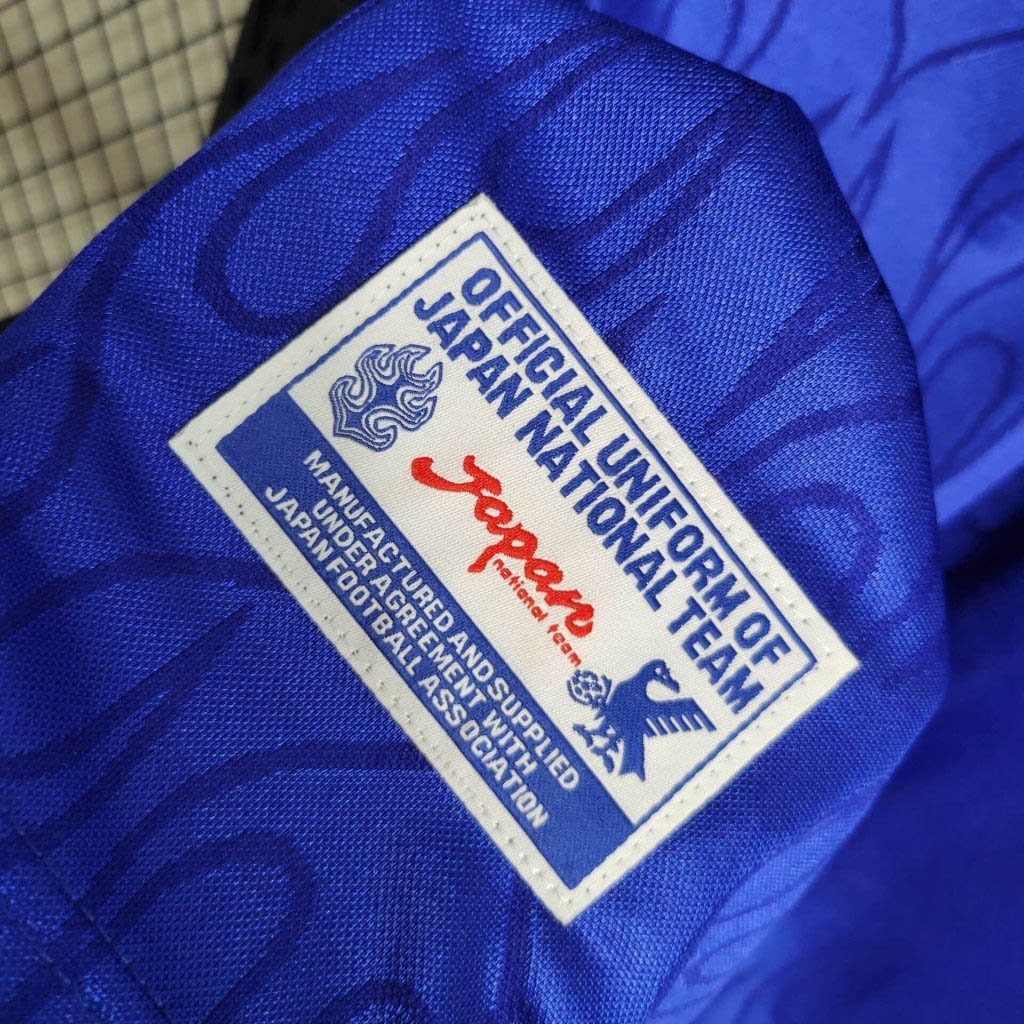 OFFICIAL UNIFORM OF
JAPAN NATIONAL TEAM
Japan
national team
MANUFACTURED AND SUPPLIED
UNDER AGREEMENT WITH
JAPAN FOOTBALL ASSOCIATION